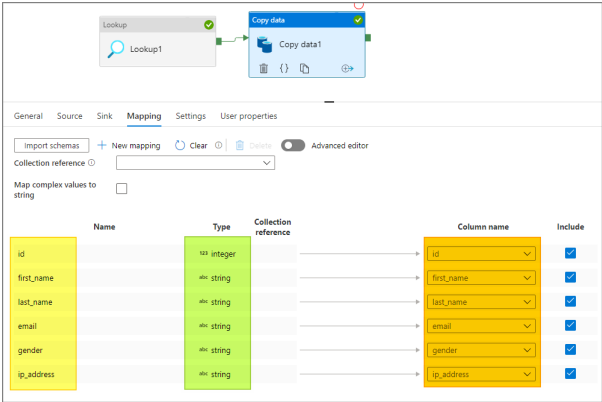 Lookup
Lookup1
Copy data
Copy data1
{ }
General Source Sink Mapping Settings User properties
Import schemas + New mapping Clear Delete Advanced editor
Collection reference
Map complex values to
string
Name Type Collection
reference Column name Include
id 123 integer id
first_name abc string first_name
last_name abc string last_name
email abc string email
gender abc string gender
ip_address abc string ip_address